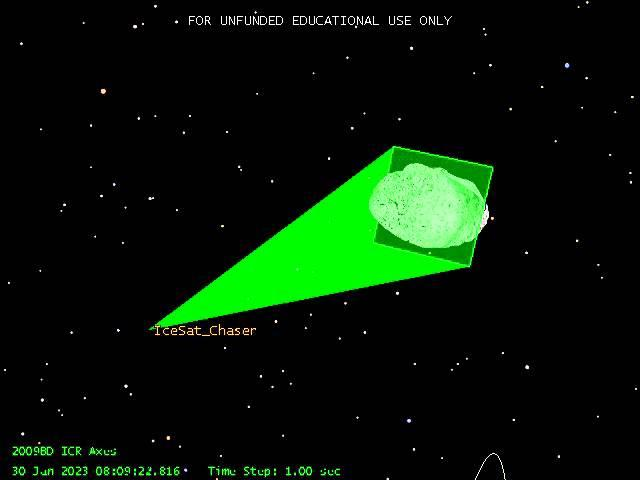 FOR UNFUNDED EDUCATIONAL USE ONLY
IceSat_Chaser
2009BD ICR Axes
30 Jan 2023 08:09:22.816 Time Step: 1.00 sec